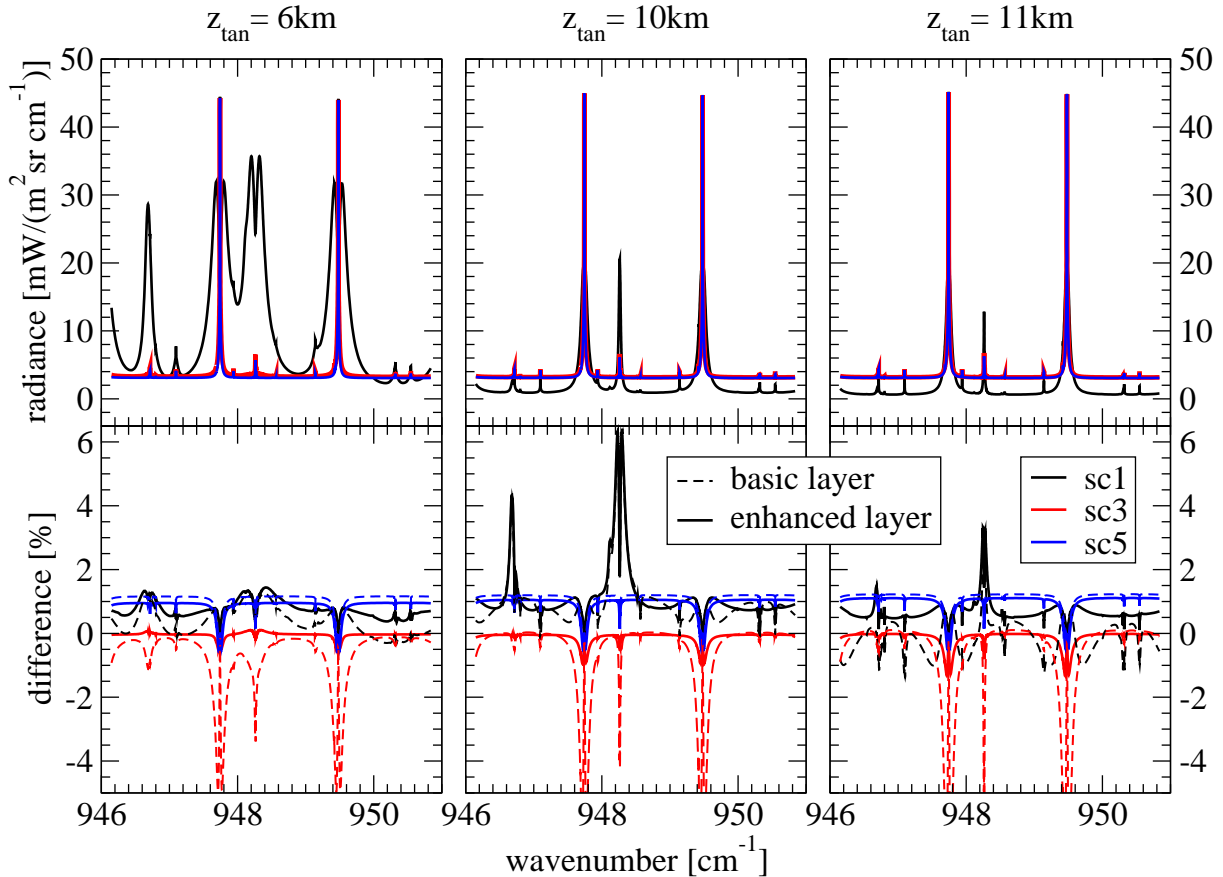 z_tan= 6km z_tan= 10km z_tan= 11km
radiance [mW/(m² sr cm⁻¹)]
50 50
40 40
30 30
20 20
10 10
0 0
difference [%]
6 6
4 4
2 2
0 0
-2 -2
-4 -4
basic layer
enhanced layer
sc1
sc3
sc5
946 948 950 946 948 950 946 948 950
wavenumber [cm⁻¹]